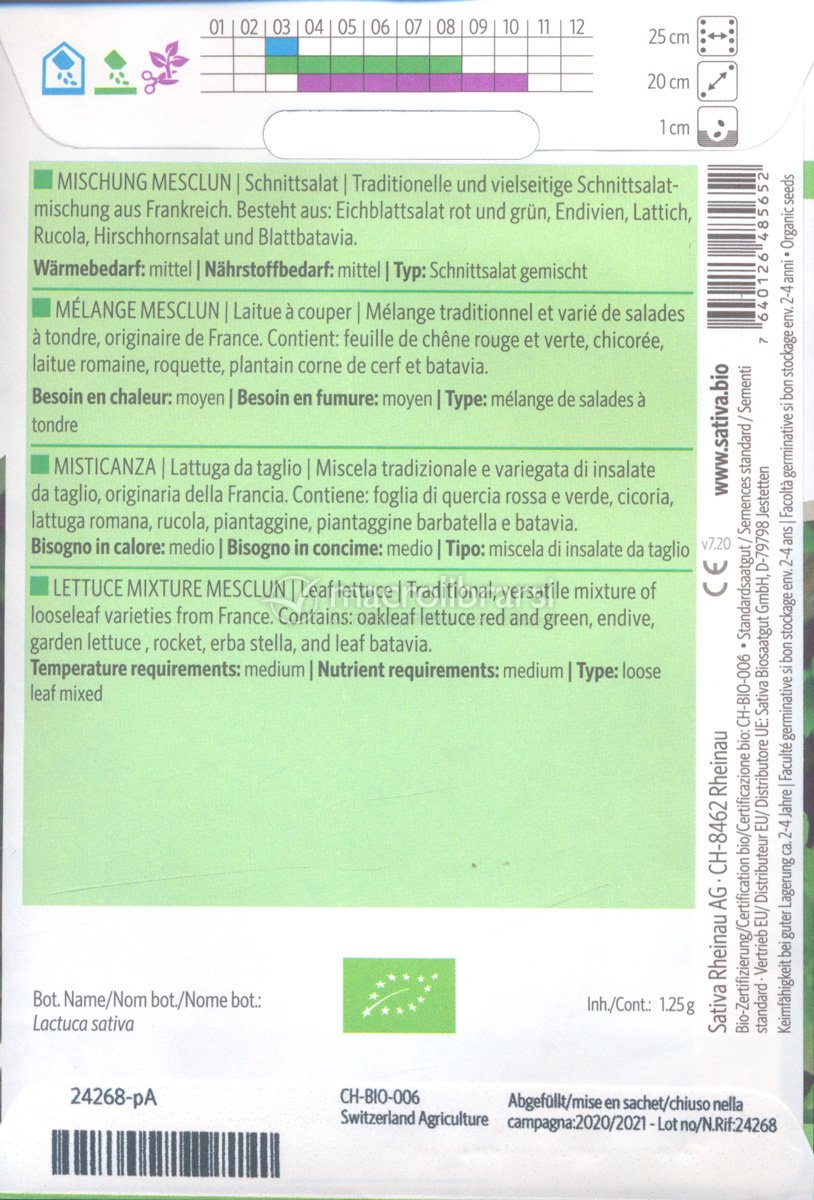 01 02 03 04 05 06 07 08 09 10 11 12
25 cm
20 cm
1 cm
MISCHUNG MESCLUN | Schnittsalat | Traditionelle und vielseitige Schnittsalat-
mischung aus Frankreich. Besteht aus: Eichblattsalat rot und grün, Endivien, Lattich,
Rucola, Hirschhornsalat und Blattbatavia.
Wärmebedarf: mittel | Nährstoffbedarf: mittel | Typ: Schnittsalat gemischt
MÉLANGE MESCLUN | Laitue à couper | Mélange traditionnel et varié de salades
à tondre, originaire de France. Contient: feuille de chêne rouge et verte, chicorée,
laitue romaine, roquette, plantain corne de cerf et batavia.
Besoin en chaleur: moyen | Besoin en fumure: moyen | Type: mélange de salades à
tondre
MISTICANZA | Lattuga da taglio | Miscela tradizionale e variegata di insalate
da taglio, originaria della Francia. Contiene: foglia di quercia rossa e verde, cicoria,
lattuga romana, rucola, piantaggine, piantaggine barbatella e batavia.
Bisogno in calore: medio | Bisogno in concime: medio | Tipo: miscela di insalate da taglio
LETTUCE MIXTURE MESCLUN | Leaf lettuce | Traditional, versatile mixture of
looseleaf varieties from France. Contains: oakleaf lettuce red and green, endive,
garden lettuce , rocket, erba stella, and leaf batavia.
Temperature requirements: medium | Nutrient requirements: medium | Type: loose
leaf mixed
macrolibrarsi
Bot. Name/Nom bot./Nome bot.:
Lactuca sativa
Inh./Cont.: 1.25 g
24268-pA
CH-BIO-006
Switzerland Agriculture
Abgefüllt/mise en sachet/chiuso nella
campagna:2020/2021 - Lot no/N.Rif:24268
7 640126 485652
www.sativa.bio
v7.20
CE
Sativa Rheinau AG · CH-8462 Rheinau
Bio-Zertifizierung/Certification bio/Certificazione bio: CH-BIO-006 • Standardsaatgut / Semences standard / Sementi
standard · Vertrieb EU/ Distributeur EU/ Distributore UE: Sativa Biosaatgut GmbH, D-79798 Jestetten
Keimfähigkeit bei guter Lagerung ca. 2-4 Jahre | Faculté germinative si bon stockage env. 2-4 ans | Facoltà germinative si bon stockage env. 2-4 anni • Organic seeds